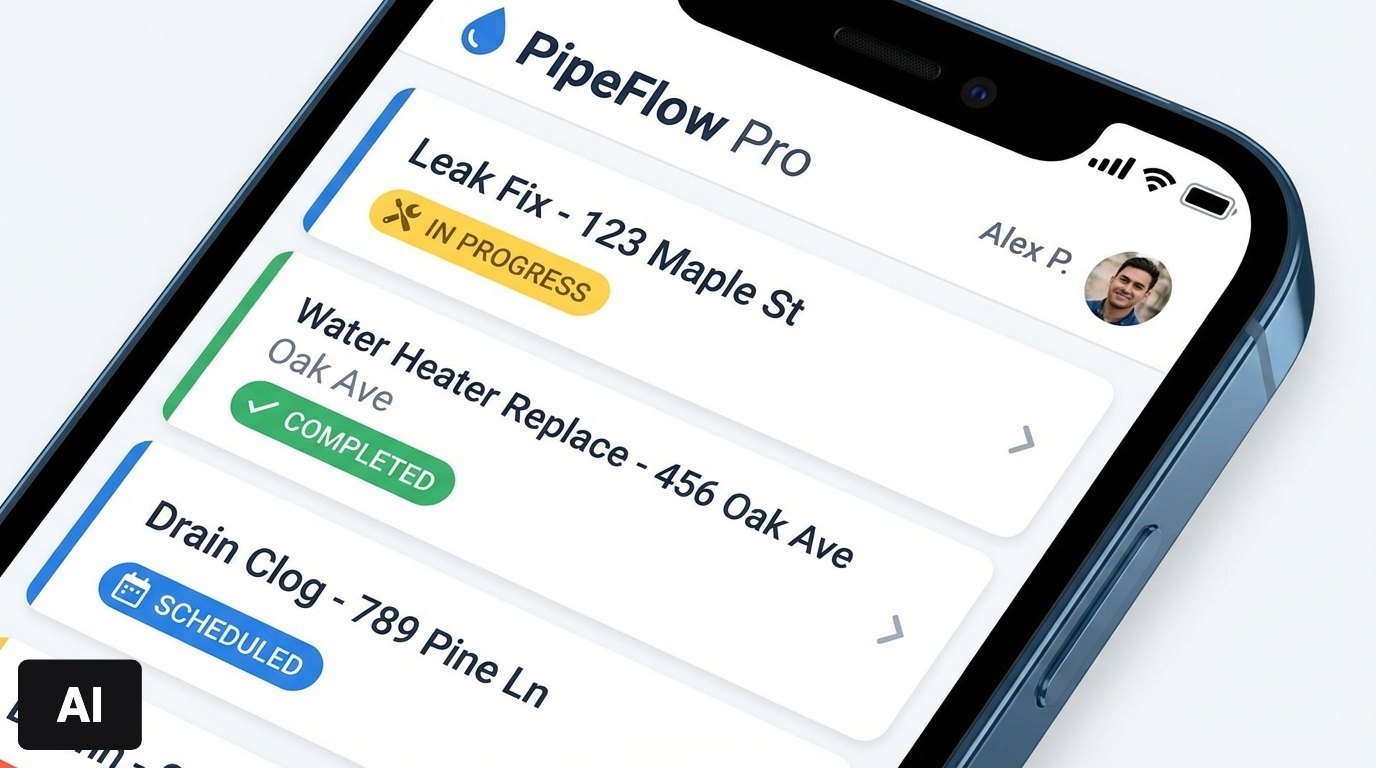 PipeFlow Pro
Alex P.
Leak Fix - 123 Maple St
IN PROGRESS
Water Heater Replace - 456 Oak Ave
Oak Ave
COMPLETED
Drain Clog - 789 Pine Ln
SCHEDULED
AI